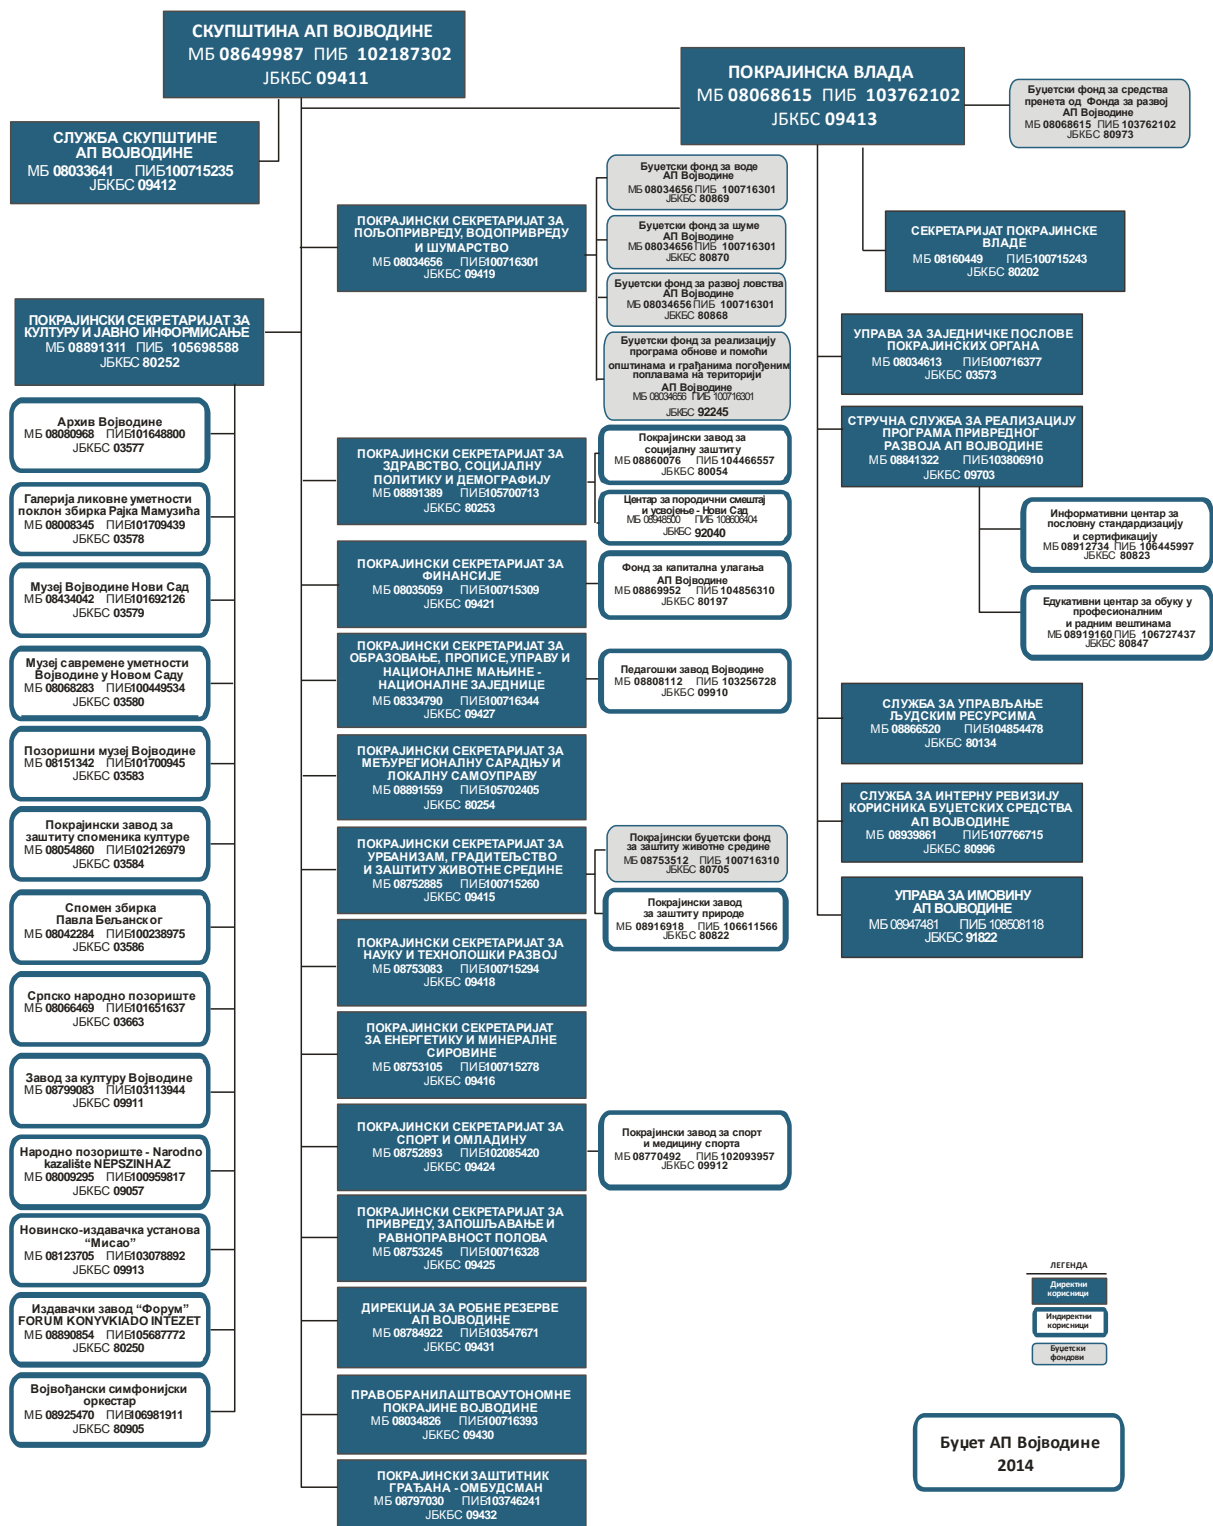 СКУПШТИНА АП ВОЈВОДИНЕ
МБ 08649987 ПИБ 102187302
ЈБКБС 09411
ПОКРАЈИНСКА ВЛАДА
МБ 08068615 ПИБ 103762102
ЈБКБС 09413
Буџетски фонд за средства
пренета од Фонда за развој
АП Војводине
МБ 08068615 ПИБ 103762102
ЈБКБС 80973
СЛУЖБА СКУПШТИНЕ
АП ВОЈВОДИНЕ
МБ 08033641 ПИБ100715235
ЈБКБС 09412
ПОКРАЈИНСКИ СЕКРЕТАРИЈАТ ЗА
КУЛТУРУ И ЈАВНО ИНФОРМИСАЊЕ
МБ 08891311 ПИБ 105698588
ЈБКБС 80252
Архив Војводине
МБ 08080968 ПИБ101648800
ЈБКБС 03577
Галерија ликовне уметности
поклон збирка Рајка Мамузића
МБ 08008345 ПИБ101709439
ЈБКБС 03578
Музеј Војводине Нови Сад
МБ 08434042 ПИБ101692126
ЈБКБС 03579
Музеј савремене уметности
Војводине у Новом Саду
МБ 08068283 ПИБ100449534
ЈБКБС 03580
Позоришни музеј Војводине
МБ 08151342 ПИБ101700945
ЈБКБС 03583
Покрајински завод за
заштиту споменика културе
МБ 08054860 ПИБ102126979
ЈБКБС 03584
Спомен збирка
Павла Бељанског
МБ 08042284 ПИБ100238975
ЈБКБС 03586
Српско народно позориште
МБ 08066469 ПИБ101651637
ЈБКБС 03663
Завод за културу Војводине
МБ 08799083 ПИБ103113944
ЈБКБС 09911
Народно позориште - Narodno
kazalište NÉPSZINHAZ
МБ 08009295 ПИБ100959817
ЈБКБС 09057
Новинско-издавачка установа
“Мисао”
МБ 08123705 ПИБ103078892
ЈБКБС 09913
Издавачки завод “Форум”
FORUM KONYVKIADO INTEZET
МБ 08890854 ПИБ105687772
ЈБКБС 80250
Војвођански симфонијски
оркестар
МБ 08925470 ПИБ106981911
ЈБКБС 80905
ПОКРАЈИНСКИ СЕКРЕТАРИЈАТ ЗА
ПОЉОПРИВРЕДУ, ВОДОПРИВРЕДУ
И ШУМАРСТВО
МБ 08034656 ПИБ100716301
ЈБКБС 09419
Буџетски фонд за воде
АП Војводине
МБ 08034656 ПИБ 100716301
ЈБКБС 80869
Буџетски фонд за шуме
АП Војводине
МБ 08034656 ПИБ 100716301
ЈБКБС 80870
Буџетски фонд за развој ловства
АП Војводине
МБ 08034656 ПИБ 100716301
ЈБКБС 80868
Буџетски фонд за реализацију
програма обнове и помоћи
општинама и грађанима погођеним
поплавама на територији
АП Војводине
МБ 08034656 ПИБ 100716301
ЈБКБС 92245
ПОКРАЈИНСКИ СЕКРЕТАРИЈАТ ЗА
ЗДРАВСТВО, СОЦИЈАЛНУ
ПОЛИТИКУ И ДЕМОГРАФИЈУ
МБ 08891389 ПИБ105700713
ЈБКБС 80253
Покрајински завод за
социјалну заштиту
МБ 08860076 ПИБ 104466557
ЈБКБС 80054
Центар за породични смештај
и усвојење - Нови Сад
МБ 08948500 ПИБ 108606404
ЈБКБС 92040
ПОКРАЈИНСКИ СЕКРЕТАРИЈАТ ЗА
ФИНАНСИЈЕ
МБ 08035059 ПИБ100715309
ЈБКБС 09421
Фонд за капитална улагања
АП Војводине
МБ 08869952 ПИБ 104856310
ЈБКБС 80197
ПОКРАЈИНСКИ СЕКРЕТАРИЈАТ ЗА
ОБРАЗОВАЊЕ, ПРОПИСЕ, УПРАВУ И
НАЦИОНАЛНЕ МАЊИНЕ -
НАЦИОНАЛНЕ ЗАЈЕДНИЦЕ
МБ 08334790 ПИБ100716344
ЈБКБС 09427
Педагошки завод Војводине
МБ 08808112 ПИБ 103256728
ЈБКБС 09910
ПОКРАЈИНСКИ СЕКРЕТАРИЈАТ ЗА
МЕЂУРЕГИОНАЛНУ САРАДЊУ И
ЛОКАЛНУ САМОУПРАВУ
МБ 08891559 ПИБ105702405
ЈБКБС 80254
ПОКРАЈИНСКИ СЕКРЕТАРИЈАТ ЗА
УРБАНИЗАМ, ГРАДИТЕЉСТВО
И ЗАШТИТУ ЖИВОТНЕ СРЕДИНЕ
МБ 08752885 ПИБ100715260
ЈБКБС 09415
Покрајински буџетски фонд
за заштиту животне средине
МБ 08753512 ПИБ 100716310
ЈБКБС 80705
Покрајински завод
за заштиту природе
МБ 08916918 ПИБ 106611566
ЈБКБС 80822
ПОКРАЈИНСКИ СЕКРЕТАРИЈАТ ЗА
НАУКУ И ТЕХНОЛОШКИ РАЗВОЈ
МБ 08753083 ПИБ100715294
ЈБКБС 09418
ПОКРАЈИНСКИ СЕКРЕТАРИЈАТ
ЗА ЕНЕРГЕТИКУ И МИНЕРАЛНЕ
СИРОВИНЕ
МБ 08753105 ПИБ100715278
ЈБКБС 09416
ПОКРАЈИНСКИ СЕКРЕТАРИЈАТ ЗА
СПОРТ И ОМЛАДИНУ
МБ 08752893 ПИБ102085420
ЈБКБС 09424
Покрајински завод за спорт
и медицину спорта
МБ 08770492 ПИБ 102093957
ЈБКБС 09912
ПОКРАЈИНСКИ СЕКРЕТАРИЈАТ ЗА
ПРИВРЕДУ, ЗАПОШЉАВАЊЕ И
РАВНОПРАВНОСТ ПОЛОВА
МБ 08753245 ПИБ100716328
ЈБКБС 09425
ДИРЕКЦИЈА ЗА РОБНЕ РЕЗЕРВЕ
АП ВОЈВОДИНЕ
МБ 08784922 ПИБ103547671
ЈБКБС 09431
ПРАВОБРАНИЛАШТВОАУТОНОМНЕ
ПОКРАЈИНЕ ВОЈВОДИНЕ
МБ 08034826 ПИБ100716393
ЈБКБС 09430
ПОКРАЈИНСКИ ЗАШТИТНИК
ГРАЂАНА - ОМБУДСМАН
МБ 08797030 ПИБ103746241
ЈБКБС 09432
СЕКРЕТАРИЈАТ ПОКРАЈИНСКЕ
ВЛАДЕ
МБ 08160449 ПИБ100715243
ЈБКБС 80202
УПРАВА ЗА ЗАЈЕДНИЧКЕ ПОСЛОВЕ
ПОКРАЈИНСКИХ ОРГАНА
МБ 08034613 ПИБ100716377
ЈБКБС 03573
СТРУЧНА СЛУЖБА ЗА РЕАЛИЗАЦИЈУ
ПРОГРАМА ПРИВРЕДНОГ
РАЗВОЈА АП ВОЈВОДИНЕ
МБ 08841322 ПИБ103806910
ЈБКБС 09703
Информативни центар за
пословну стандардизацију
и сертификацију
МБ 08912734 ПИБ 106445997
ЈБКБС 80823
Едукативни центар за обуку у
професионалним
и радним вештинама
МБ 08919160 ПИБ 106727437
ЈБКБС 80847
СЛУЖБА ЗА УПРАВЉАЊЕ
ЉУДСКИМ РЕСУРСИМА
МБ 08866520 ПИБ104854478
ЈБКБС 80134
СЛУЖБА ЗА ИНТЕРНУ РЕВИЗИЈУ
КОРИСНИКА БУЏЕТСКИХ СРЕДСТВА
АП ВОЈВОДИНЕ
МБ 08939861 ПИБ107766715
ЈБКБС 80996
УПРАВА ЗА ИМОВИНУ
АП ВОЈВОДИНЕ
МБ 08947481 ПИБ 108508118
ЈБКБС 91822
ЛЕГЕНДА
Директни
корисници
Индиректни
корисници
Буџетски
фондови
Буџет АП Војводине
2014